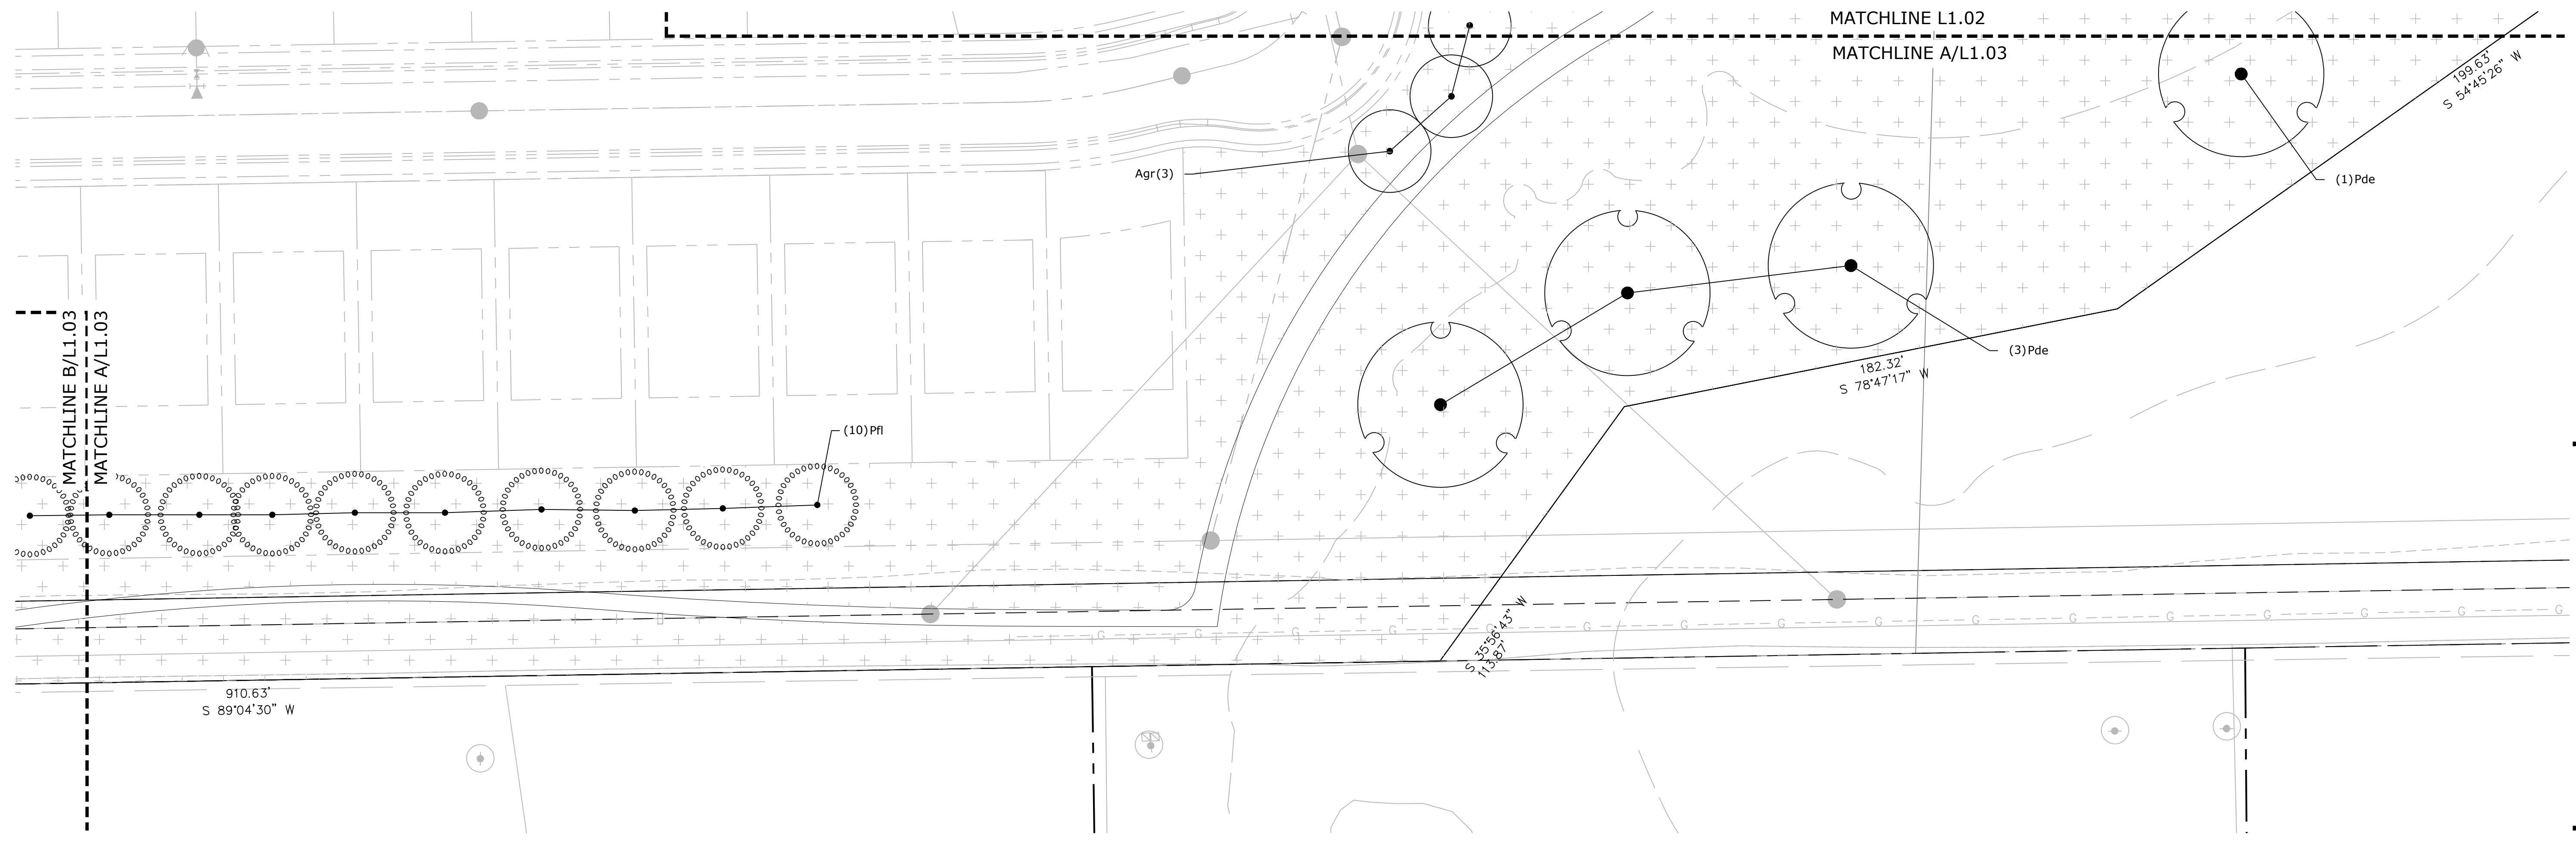 MATCHLINE L1.02
MATCHLINE A/L1.03
199.63'
S 54°45'26" W
Agr(3)
(1)Pde
(3)Pde
182.32'
S 78°47'17" W
MATCHLINE B/L1.03
MATCHLINE A/L1.03
(10)Pfl
S 35°56'43" W
113.87'
G G G G G G G G G G G G G G G G
910.63'
S 89°04'30" W